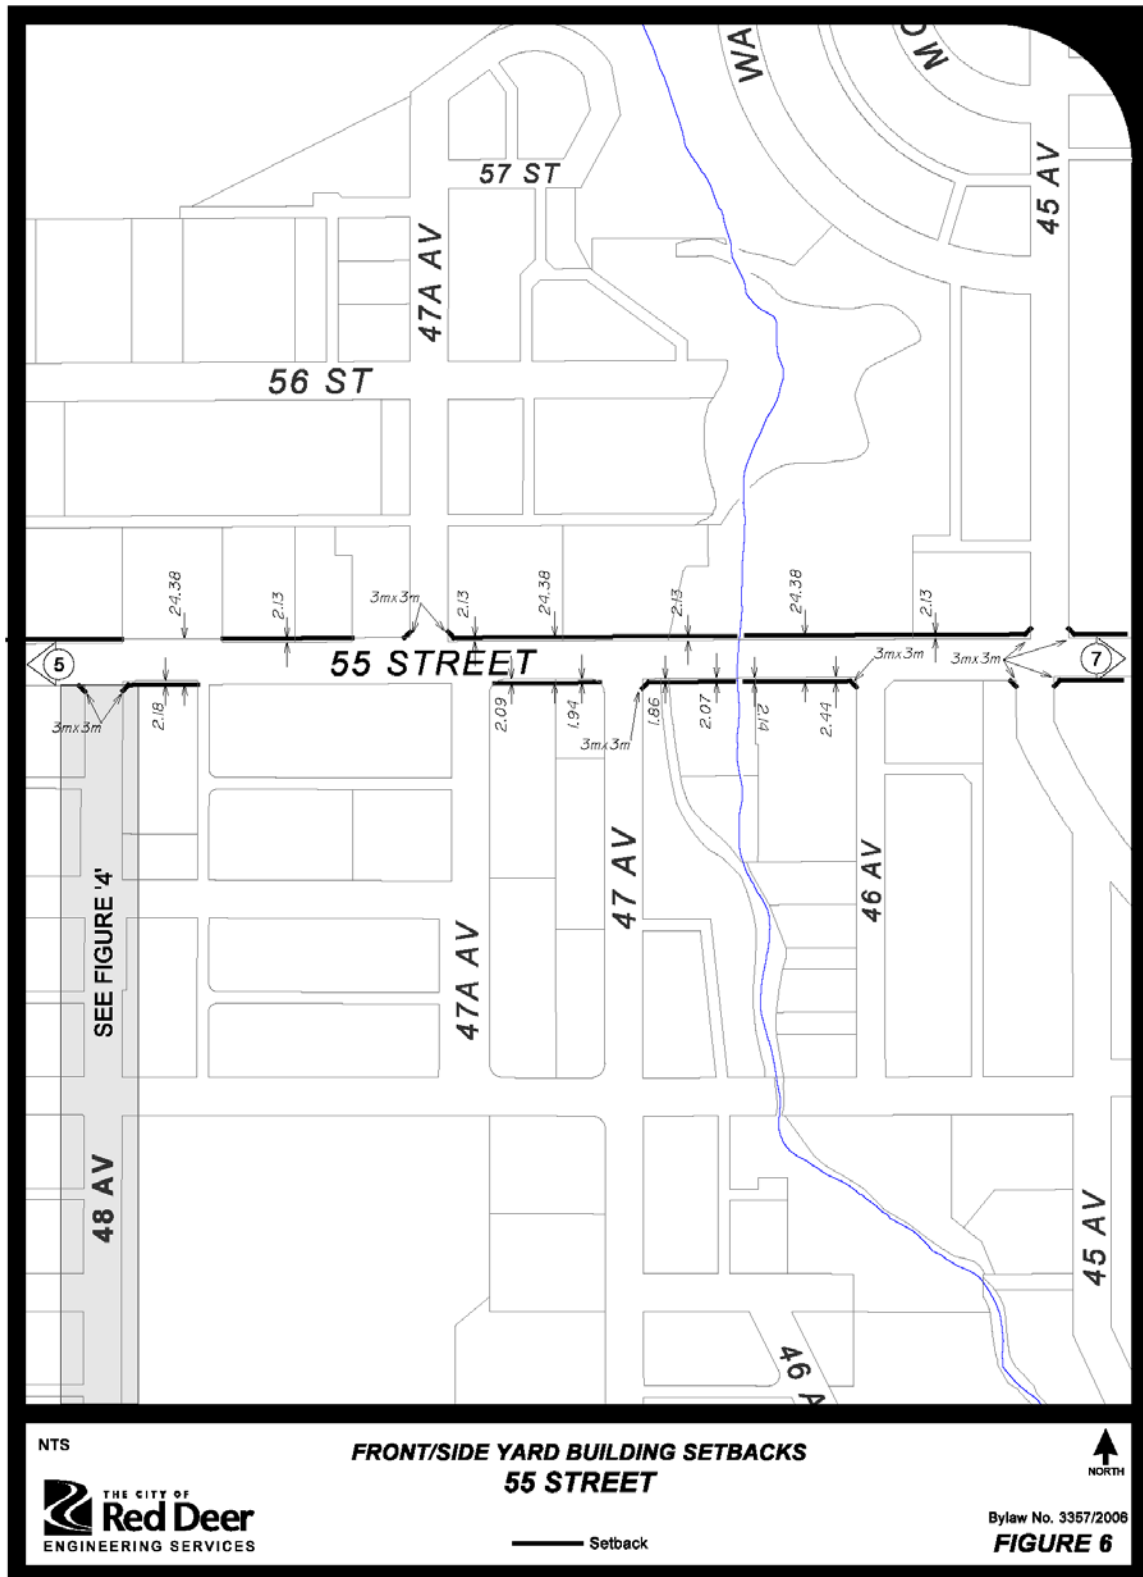 WA
MO
57 ST
45 AV
47A AV
56 ST
24.38
2.13
3mx3m
2.13
24.38
2.13
24.38
2.13
5
55 STREET
3mx3m
3mx3m
7
3mx3m
2.18
2.09
1.94
3mx3m
1.86
2.07
2.14
2.44
SEE FIGURE '4'
47 AV
46 AV
47A AV
48 AV
45 AV
46 A
NTS
FRONT/SIDE YARD BUILDING SETBACKS
55 STREET
NORTH
THE CITY OF
Red Deer
ENGINEERING SERVICES
Setback
Bylaw No. 3357/2006
FIGURE 6